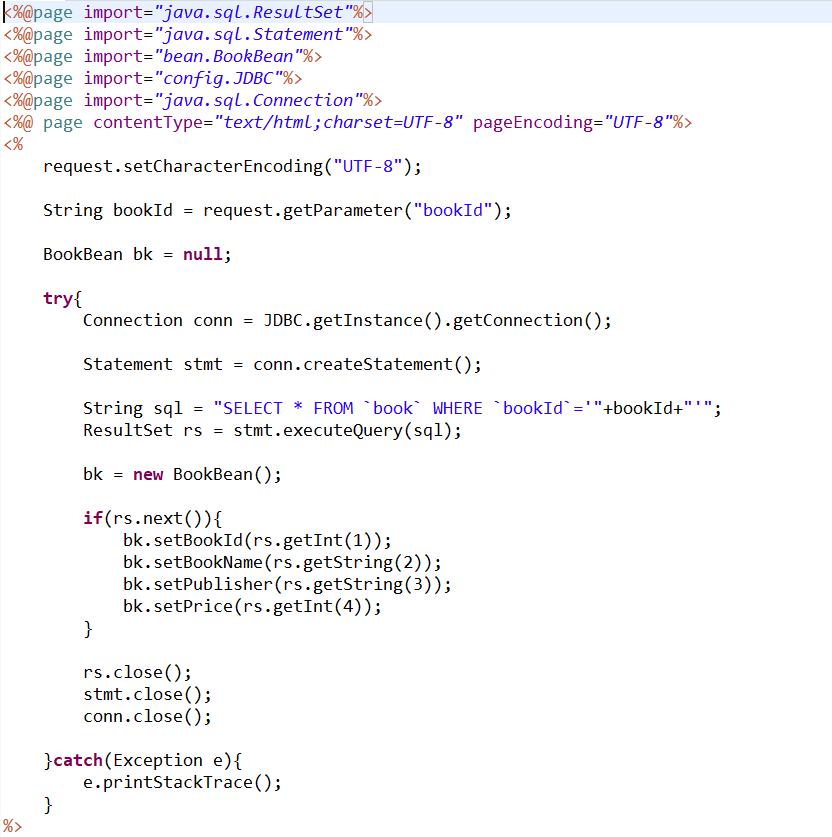 <%@page import="java.sql.ResultSet"%>
<%@page import="java.sql.Statement"%>
<%@page import="bean.BookBean"%>
<%@page import="config.JDBC"%>
<%@page import="java.sql.Connection"%>
<%@ page contentType="text/html;charset=UTF-8" pageEncoding="UTF-8"%>
<%
    request.setCharacterEncoding("UTF-8");
    String bookId = request.getParameter("bookId");
    BookBean bk = null;
    try{
        Connection conn = JDBC.getInstance().getConnection();
        Statement stmt = conn.createStatement();
        String sql = "SELECT * FROM `book` WHERE `bookId`='"+bookId+"'";
        ResultSet rs = stmt.executeQuery(sql);
        bk = new BookBean();
        if(rs.next()){
            bk.setBookId(rs.getInt(1));
            bk.setBookName(rs.getString(2));
            bk.setPublisher(rs.getString(3));
            bk.setPrice(rs.getInt(4));
        }
        rs.close();
        stmt.close();
        conn.close();
    }catch(Exception e){
        e.printStackTrace();
    }
%>